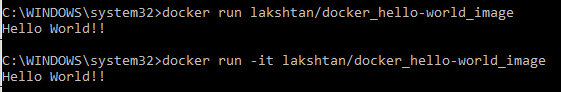 C:\WINDOWS\system32>docker run lakshtan/docker_hello-world_image
Hello World!!
C:\WINDOWS\system32>docker run -it lakshtan/docker_hello-world_image
Hello World!!